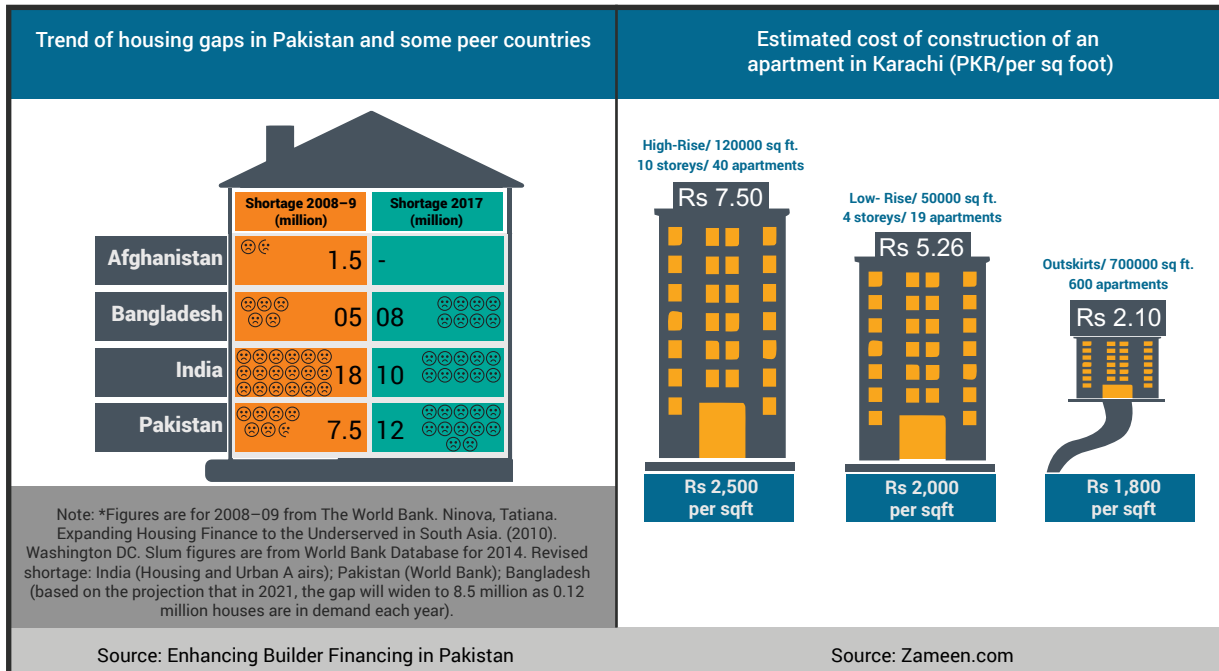 Trend of housing gaps in Pakistan and some peer countries
Shortage 2008–9
(million)
Shortage 2017
(million)
Afghanistan 1.5 -
Bangladesh 05 08
India 18 10
Pakistan 7.5 12
Note: *Figures are for 2008–09 from The World Bank. Ninova, Tatiana.
Expanding Housing Finance to the Underserved in South Asia. (2010).
Washington DC. Slum figures are from World Bank Database for 2014. Revised
shortage: India (Housing and Urban A airs); Pakistan (World Bank); Bangladesh
(based on the projection that in 2021, the gap will widen to 8.5 million as 0.12
million houses are in demand each year).
Source: Enhancing Builder Financing in Pakistan
Estimated cost of construction of an
apartment in Karachi (PKR/per sq foot)
High-Rise/ 120000 sq ft.
10 storeys/ 40 apartments
Rs 7.50
Rs 2,500
per sqft
Low- Rise/ 50000 sq ft.
4 storeys/ 19 apartments
Rs 5.26
Rs 2,000
per sqft
Outskirts/ 700000 sq ft.
600 apartments
Rs 2.10
Rs 1,800
per sqft
Source: Zameen.com